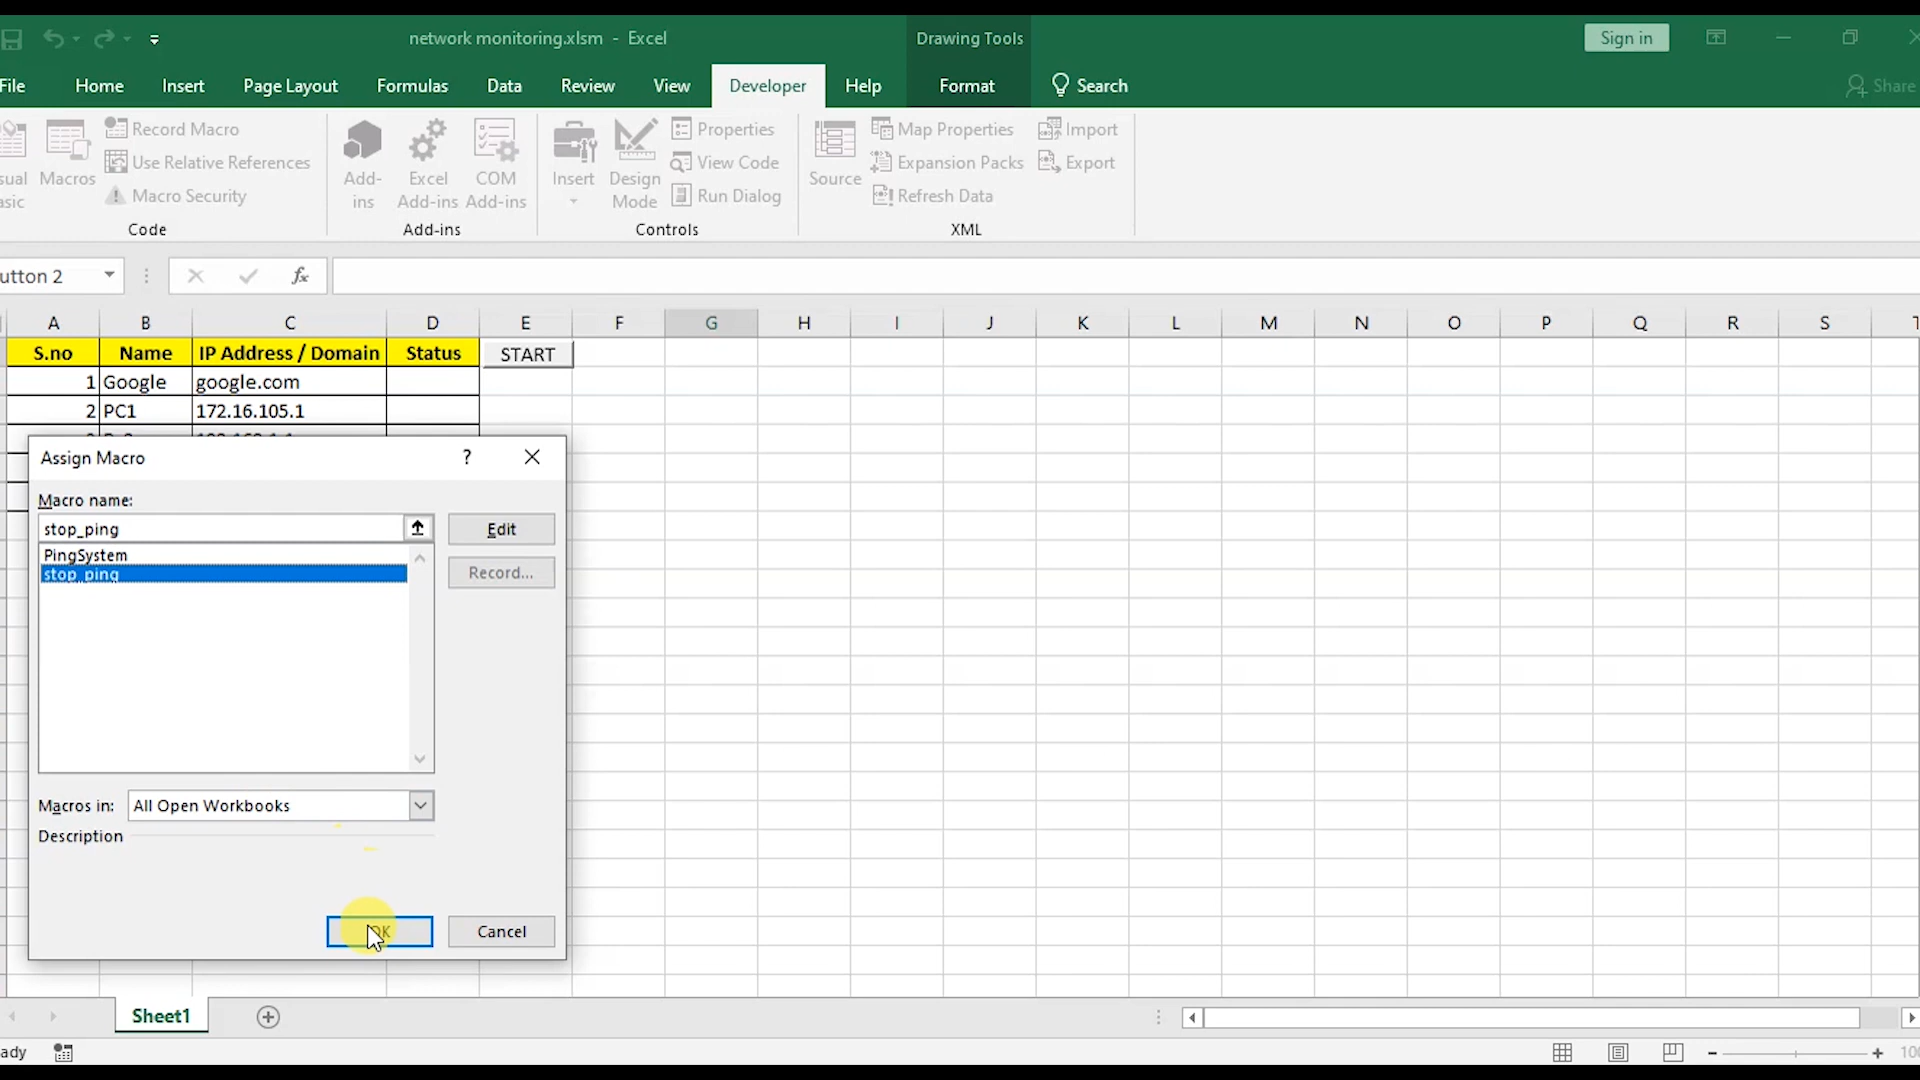 network monitoring.xlsm - Excel
Drawing Tools
Sign in
File
Home
Insert
Page Layout
Formulas
Data
Review
View
Developer
Help
Format
Search
Share
Macros
Record Macro
Use Relative References
Macro Security
Code
Add-ins
Excel Add-ins
COM Add-ins
Add-ins
Insert
Design Mode
Properties
View Code
Run Dialog
Controls
Source
Map Properties
Expansion Packs
Refresh Data
Import
Export
XML
utton 2
fx
A B C D E F G H I J K L M N O P Q R S T
S.no Name IP Address / Domain Status START
1 Google google.com
2 PC1 172.16.105.1
Assign Macro ?
Macro name:
stop_ping
Edit
PingSystem
stop_ping
Record...
Macros in: All Open Workbooks
Description
OK
Cancel
Sheet1
ady
100